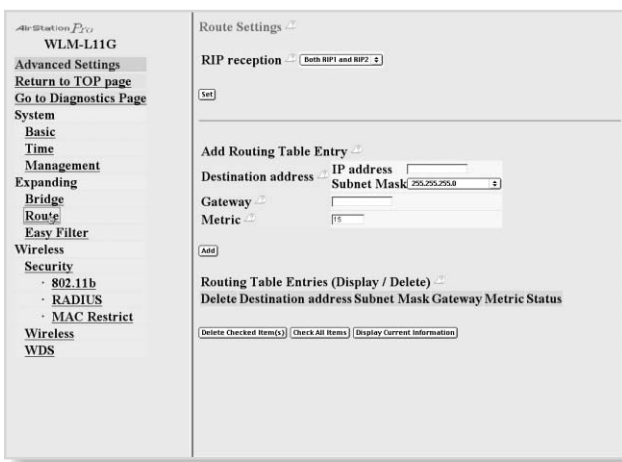 AirStation Pro
WLM-L11G
Advanced Settings
Return to TOP page
Go to Diagnostics Page
System
Basic
Time
Management
Expanding
Bridge
Route
Easy Filter
Wireless
Security
· 802.11b
· RADIUS
· MAC Restrict
Wireless
WDS
Route Settings
RIP reception Both RIP1 and RIP2
Set
Add Routing Table Entry
Destination address IP address
Subnet Mask 255.255.255.0
Gateway
Metric 15
Add
Routing Table Entries (Display / Delete)
Delete Destination address Subnet Mask Gateway Metric Status
Delete Checked Item(s) Check All Items Display Current Information